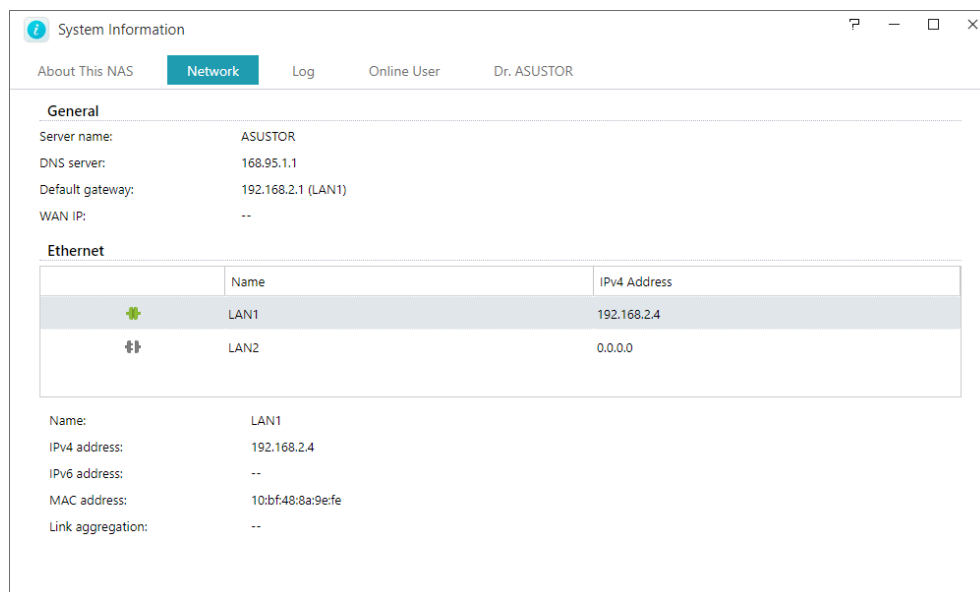 System Information
About This NAS Network Log Online User Dr. ASUSTOR
General
Server name: ASUSTOR
DNS server: 168.95.1.1
Default gateway: 192.168.2.1 (LAN1)
WAN IP: --
Ethernet
Name IPv4 Address
LAN1 192.168.2.4
LAN2 0.0.0.0
Name: LAN1
IPv4 address: 192.168.2.4
IPv6 address: --
MAC address: 10:bf:48:8a:9e:fe
Link aggregation: --